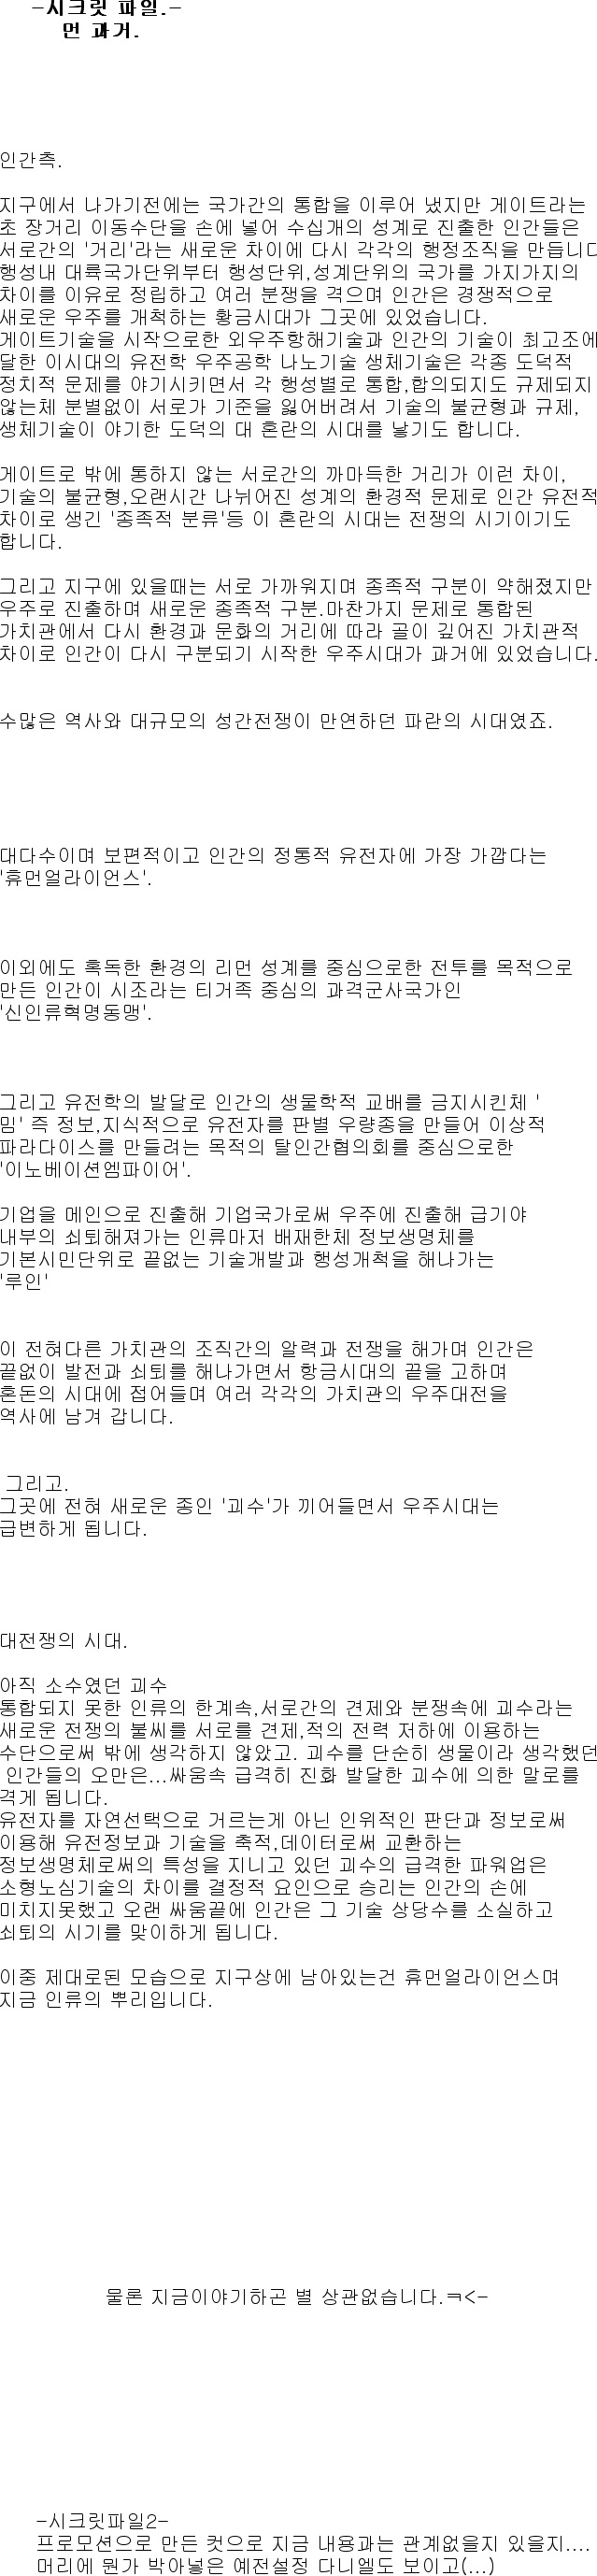 -시크릿 파일.-
먼 과거.
인간측.
지구에서 나가기전에는 국가간의 통합을 이루어 냈지만 게이트라는
초 장거리 이동수단을 손에 넣어 수십개의 성계로 진출한 인간들은
서로간의 '거리'라는 새로운 차이에 다시 각각의 행정조직을 만듭니다
행성내 대륙국가단위부터 행성단위,성계단위의 국가를 가지가지의
차이를 이유로 정립하고 여러 분쟁을 격으며 인간은 경쟁적으로
새로운 우주를 개척하는 황금시대가 그곳에 있었습니다.
게이트기술을 시작으로한 외우주항해기술과 인간의 기술이 최고조에
달한 이시대의 유전학 우주공학 나노기술 생체기술은 각종 도덕적
정치적 문제를 야기시키면서 각 행성별로 통합,합의되지도 규제되지
않는체 분별없이 서로가 기준을 잃어버려서 기술의 불균형과 규제,
생체기술이 야기한 도덕의 대 혼란의 시대를 낳기도 합니다.
게이트로 밖에 통하지 않는 서로간의 까마득한 거리가 이런 차이,
기술의 불균형,오랜시간 나뉘어진 성계의 환경적 문제로 인간 유전적
차이로 생긴 '종족적 분류'등 이 혼란의 시대는 전쟁의 시기이기도
합니다.
그리고 지구에 있을때는 서로 가까워지며 종족적 구분이 약해졌지만
우주로 진출하며 새로운 종족적 구분.마찬가지 문제로 통합된
가치관에서 다시 환경과 문화의 거리에 따라 골이 깊어진 가치관적
차이로 인간이 다시 구분되기 시작한 우주시대가 과거에 있었습니다.
수많은 역사와 대규모의 성간전쟁이 만연하던 파란의 시대였죠.
대다수이며 보편적이고 인간의 정통적 유전자에 가장 가깝다는
'휴먼얼라이언스'.
이외에도 혹독한 환경의 리먼 성계를 중심으로한 전투를 목적으로
만든 인간이 시조라는 티거족 중심의 과격군사국가인
'신인류혁명동맹'.
그리고 유전학의 발달로 인간의 생물학적 교배를 금지시킨체 '
밈' 즉 정보,지식적으로 유전자를 판별 우량종을 만들어 이상적
파라다이스를 만들려는 목적의 탈인간협의회를 중심으로한
'이노베이션엠파이어'.
기업을 메인으로 진출해 기업국가로써 우주에 진출해 급기야
내부의 쇠퇴해져가는 인류마저 배재한체 정보생명체를
기본시민단위로 끝없는 기술개발과 행성개척을 해나가는
'루인'
이 전혀다른 가치관의 조직간의 알력과 전쟁을 해가며 인간은
끝없이 발전과 쇠퇴를 해나가면서 항금시대의 끝을 고하며
혼돈의 시대에 접어들며 여러 각각의 가치관의 우주대전을
역사에 남겨 갑니다.
그리고.
그곳에 전혀 새로운 종인 '괴수'가 끼어들면서 우주시대는
급변하게 됩니다.
대전쟁의 시대.
아직 소수였던 괴수
통합되지 못한 인류의 한계속,서로간의 견제와 분쟁속에 괴수라는
새로운 전쟁의 불씨를 서로를 견제,적의 전력 저하에 이용하는
수단으로써 밖에 생각하지 않았고. 괴수를 단순히 생물이라 생각했던
인간들의 오만은...싸움속 급격히 진화 발달한 괴수에 의한 말로를
격게 됩니다.
유전자를 자연선택으로 거르는게 아닌 인위적인 판단과 정보로써
이용해 유전정보과 기술을 축적,데이터로써 교환하는
정보생명체로써의 특성을 지니고 있던 괴수의 급격한 파워업은
소형노심기술의 차이를 결정적 요인으로 승리는 인간의 손에
미치지못했고 오랜 싸움끝에 인간은 그 기술 상당수를 소실하고
쇠퇴의 시기를 맞이하게 됩니다.
이중 제대로된 모습으로 지구상에 남아있는건 휴먼얼라이언스며
지금 인류의 뿌리입니다.
물론 지금이야기하곤 별 상관없습니다.ㅋ<-
-시크릿파일2-
프로모션으로 만든 컷으로 지금 내용과는 관계없을지 있을지....
머리에 뭔가 박아넣은 예전설정 다니엘도 보이고(...)